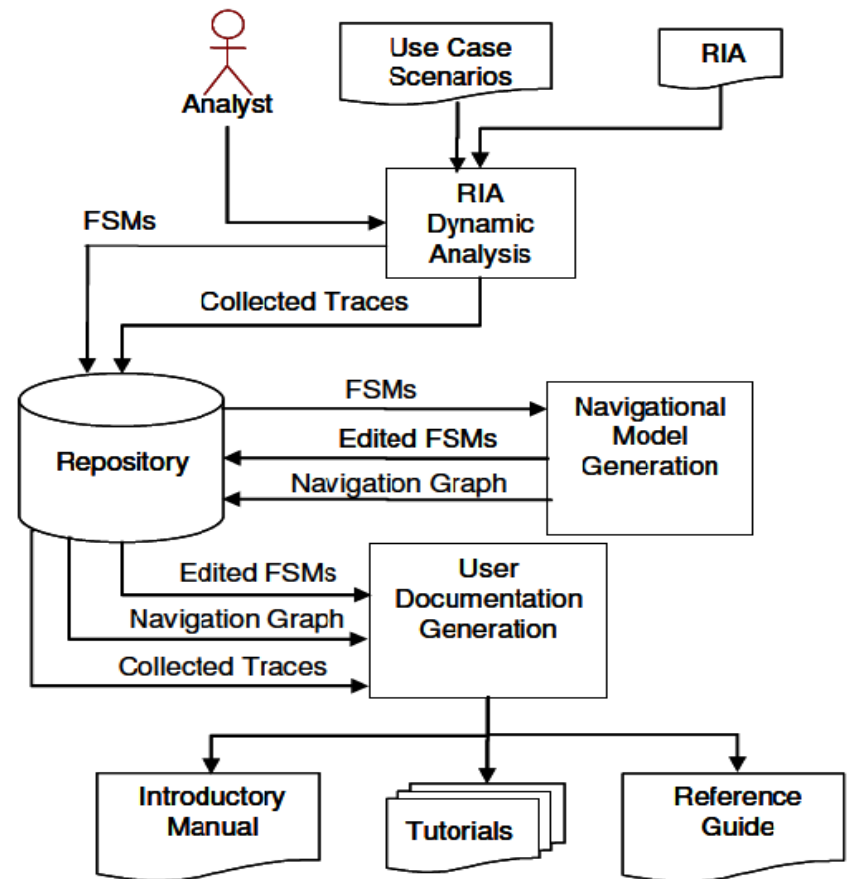 Use Case
Scenarios
RIA
Analyst
RIA
Dynamic
Analysis
FSMs
Collected Traces
FSMs
Edited FSMs
Navigation Graph
Navigational
Model
Generation
Repository
Edited FSMs
Navigation Graph
Collected Traces
User
Documentation
Generation
Introductory
Manual
Tutorials
Reference
Guide